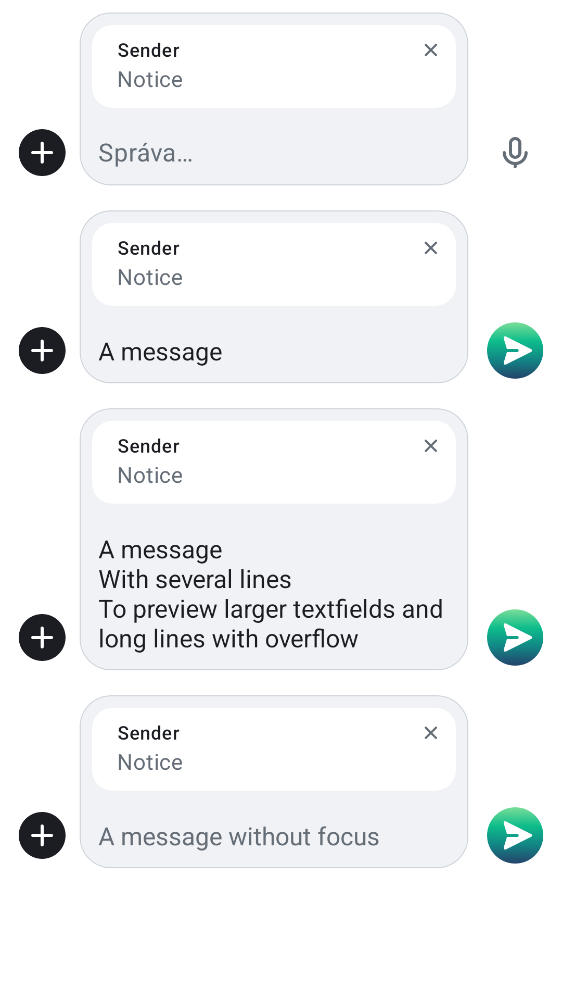 Sender
Notice
Správa…
Sender
Notice
A message
Sender
Notice
A message
With several lines
To preview larger textfields and
long lines with overflow
Sender
Notice
A message without focus